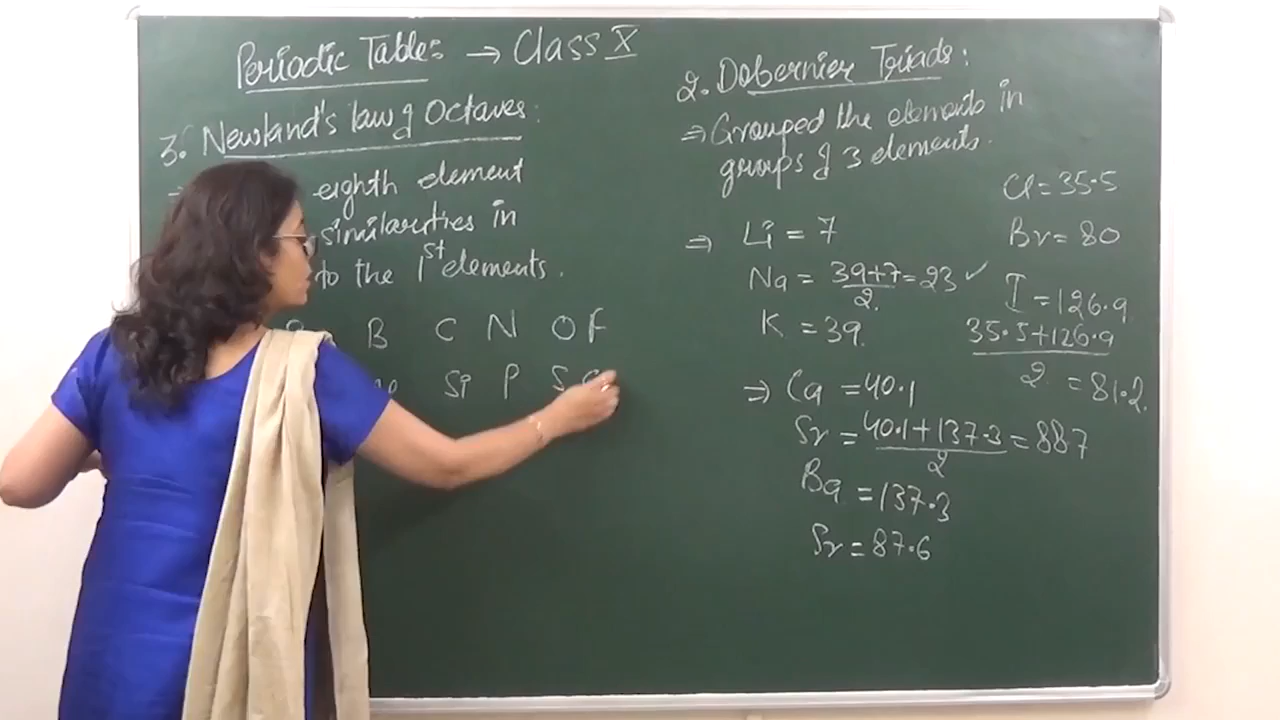 Periodic Table: → Class X
3. Newland's law of Octaves:
eighth element
similarities in
to the 1st elements.
B C N O F
Si P S
2. Dobernier Triads:
⇒ Grouped the elements in
groups of 3 elements.
⇒ Li = 7
Na = 39+7/2 = 23 ✓
K = 39
Cl = 35.5
Br = 80
I = 126.9
35.5+126.9/2 = 81.2
⇒ Ca = 40.1
Sr = 40.1+137.3/2 = 887
Ba = 137.3
Sr = 87.6